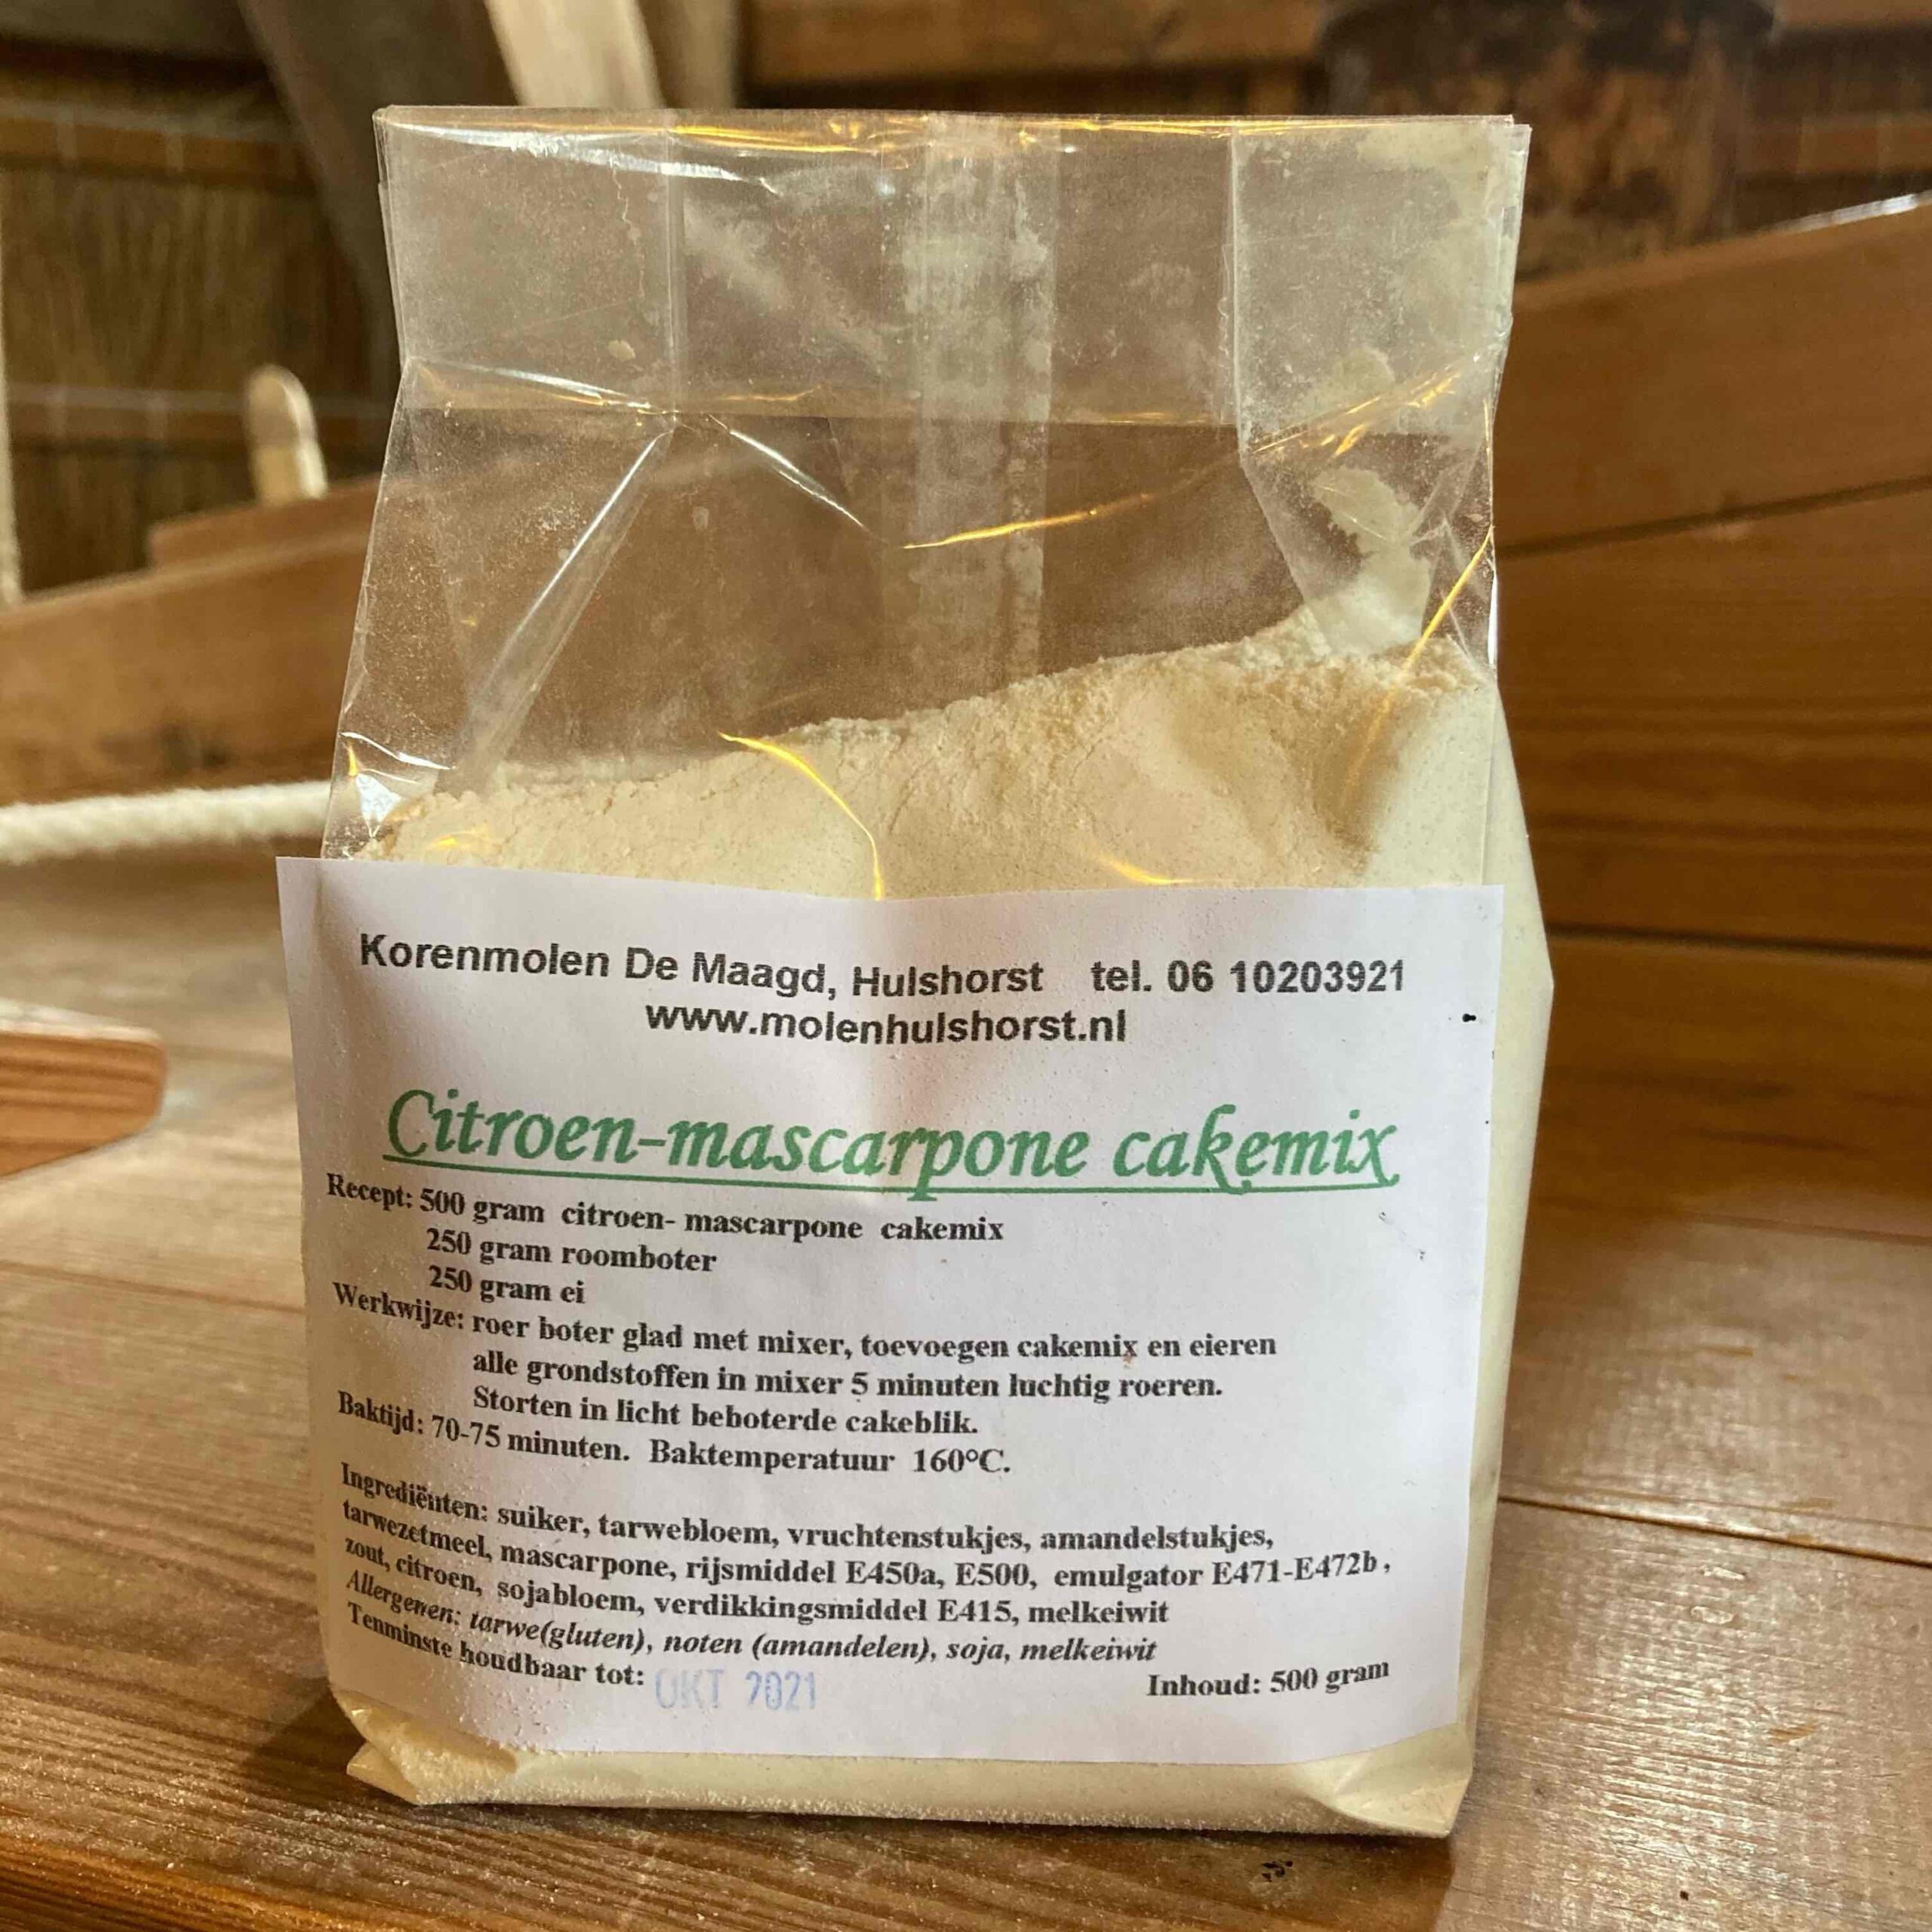 Korenmolen De Maagd, Hulshorst tel. 06 10203921
www.molenhulshorst.nl
Citroen-mascarpone cakemix
Recept: 500 gram citroen- mascarpone cakemix
250 gram roomboter
250 gram ei
Werkwijze: roer boter glad met mixer, toevoegen cakemix en eieren
alle grondstoffen in mixer 5 minuten luchtig roeren.
Storten in licht beboterde cakeblik.
Baktijd: 70-75 minuten. Baktemperatuur 160°C.
Ingrediënten: suiker, tarwebloem, vruchtenstukjes, amandelstukjes,
tarwezetmeel, mascarpone, rijsmiddel E450a, E500, emulgator E471-E472b,
zout, citroen, sojabloem, verdikkingsmiddel E415, melkeiwit
Allergenen: tarwe(gluten), noten (amandelen), soja, melkeiwit
Tenminste houdbaar tot: OKT 2021
Inhoud: 500 gram